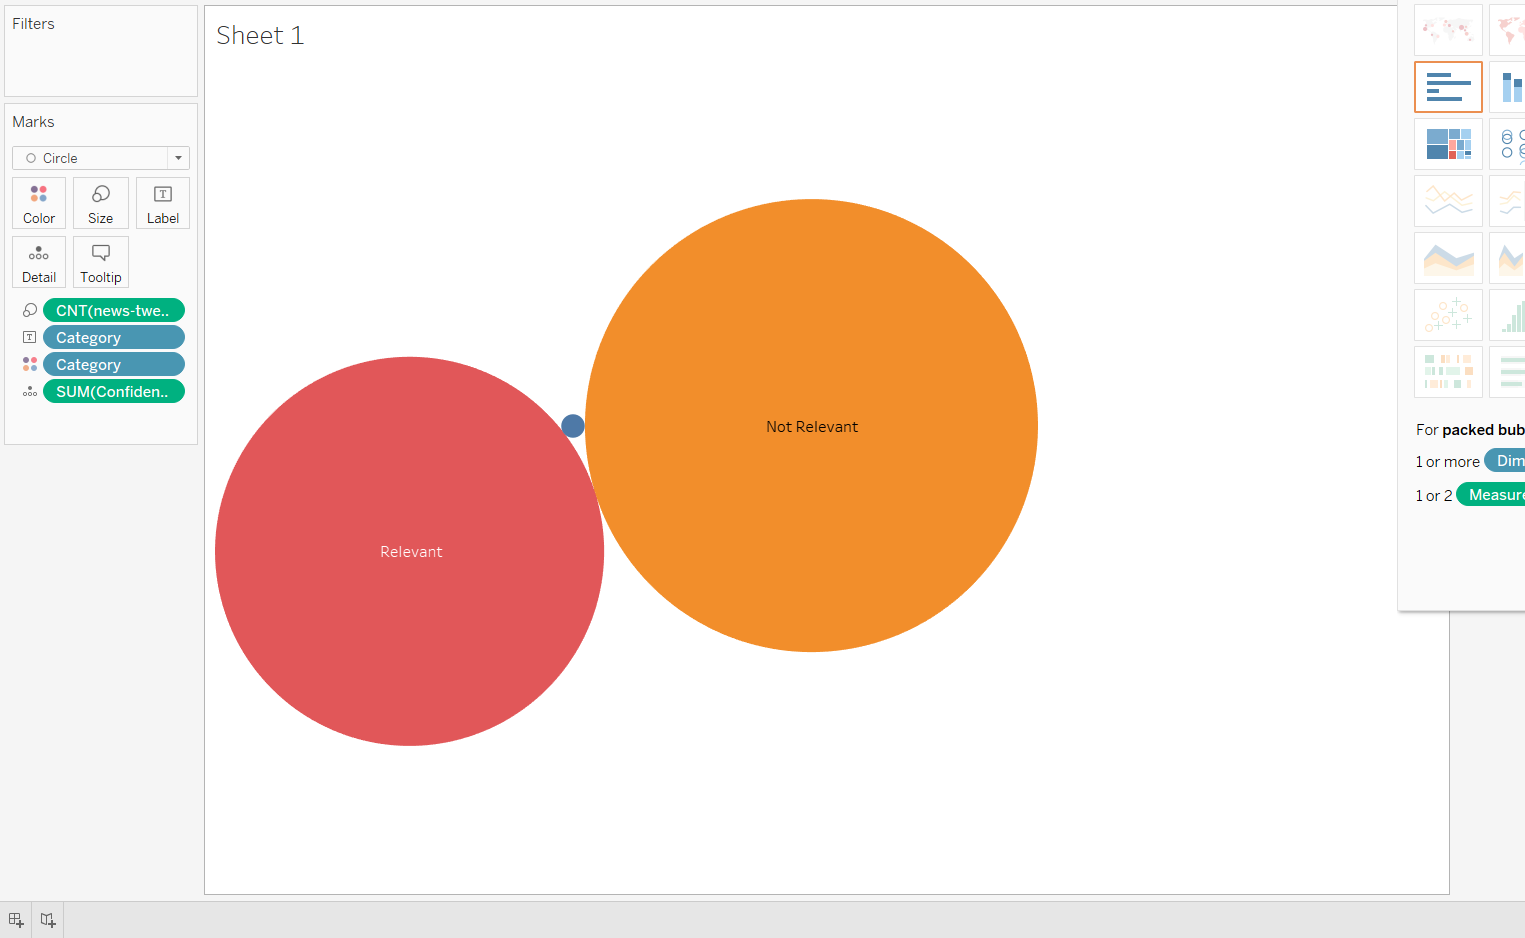 Filters
Sheet 1
Marks
Circle
Color
Size
Label
Detail
Tooltip
CNT(news-twe..
Category
Category
SUM(Confiden..
Not Relevant
Relevant
For packed bub
1 or more Dim
1 or 2 Measure